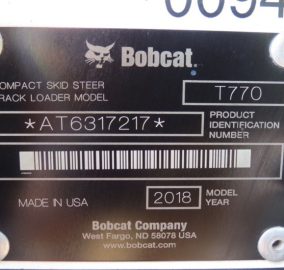 0094
Bobcat
OMPACT SKID STEER
RACK LOADER MODEL
T770
*AT6317217*
PRODUCT
IDENTIFICATION
NUMBER
MADE IN USA
2018
MODEL
YEAR
Bobcat Company
West Fargo, ND 58078 USA
www.bobcat.com